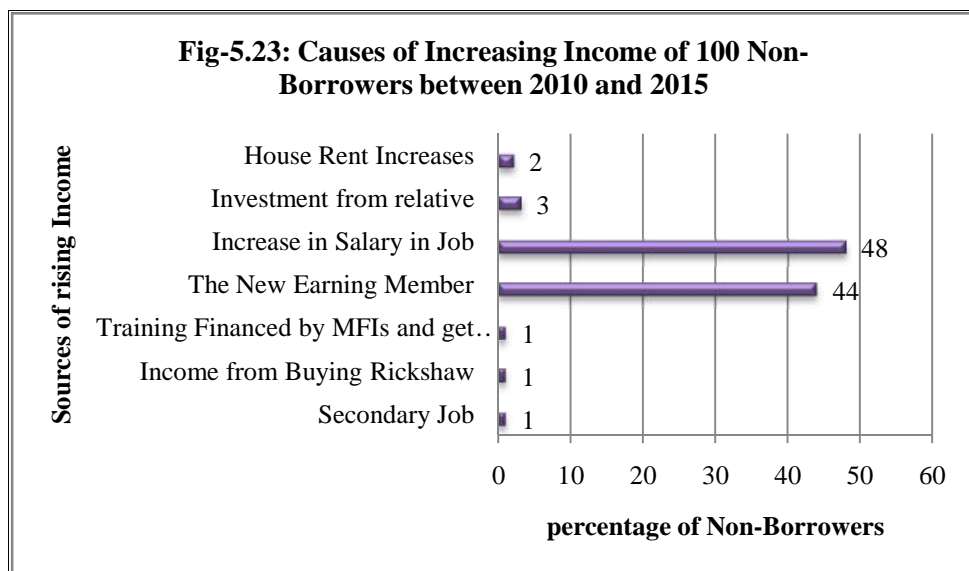 Fig-5.23: Causes of Increasing Income of 100 Non-
Borrowers between 2010 and 2015
Sources of rising Income
House Rent Increases
2
Investment from relative
3
Increase in Salary in Job
48
The New Earning Member
44
Training Financed by MFIs and get…
1
Income from Buying Rickshaw
1
Secondary Job
1
0 10 20 30 40 50 60
percentage of Non-Borrowers